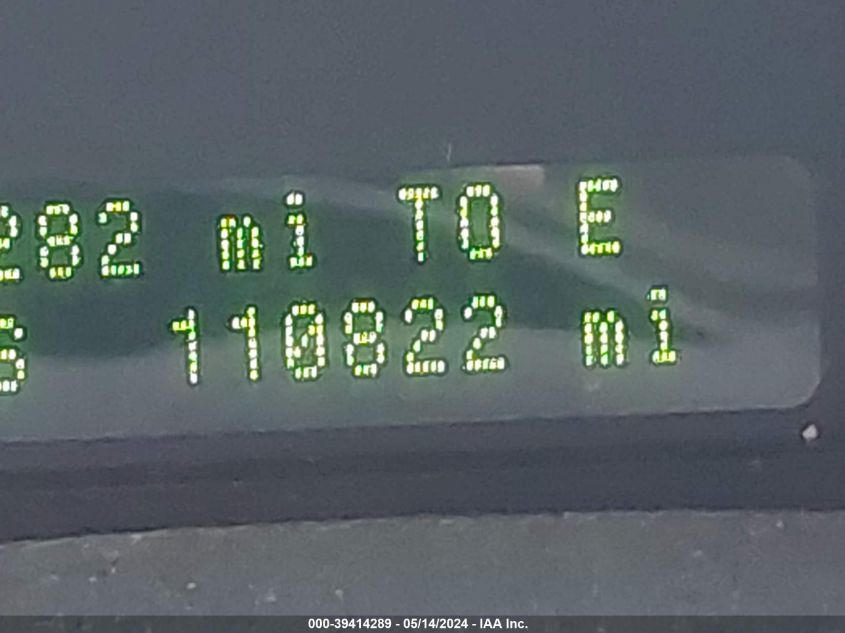 282 mi TO E
S 110822 mi
000-39414289 - 05/14/2024 - IAA Inc.